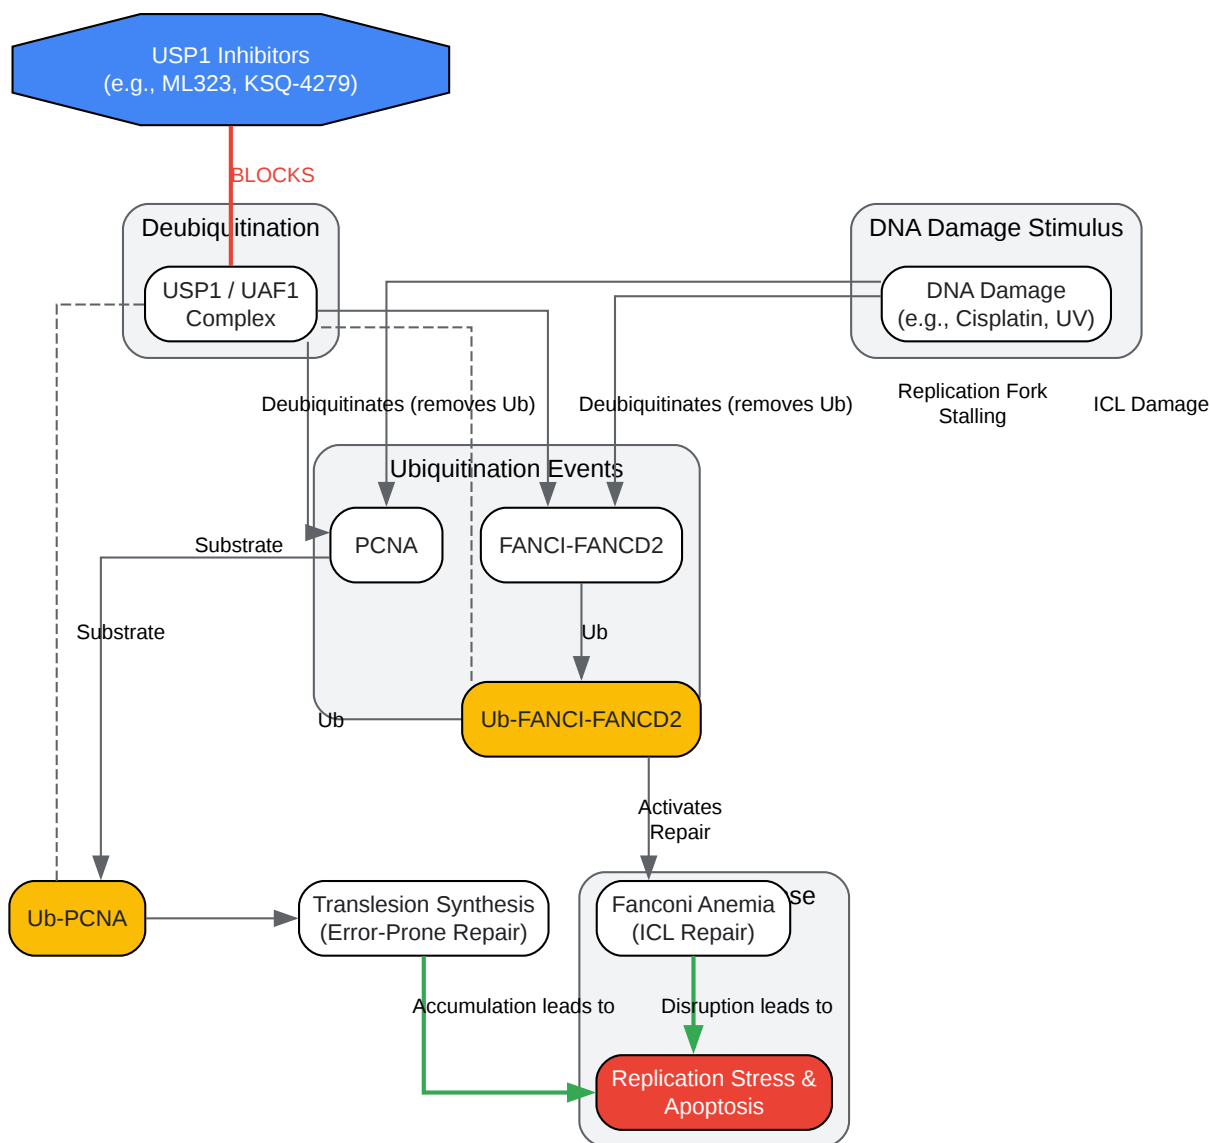 USP1 Inhibitors
(e.g., ML323, KSQ-4279)
BLOCKS
Deubiquitination
DNA Damage Stimulus
USP1 / UAF1
Complex
DNA Damage
(e.g., Cisplatin, UV)
Deubiquitinates (removes Ub)
Deubiquitinates (removes Ub)
Replication Fork
Stalling
ICL Damage
Ubiquitination Events
PCNA
FANCI-FANCD2
Substrate
Substrate
Ub
Ub
Ub-FANCI-FANCD2
Activates
Repair
Ub-PCNA
Translesion Synthesis
(Error-Prone Repair)
Fanconi Anemia
(ICL Repair)
Accumulation leads to
Disruption leads to
Replication Stress &
Apoptosis